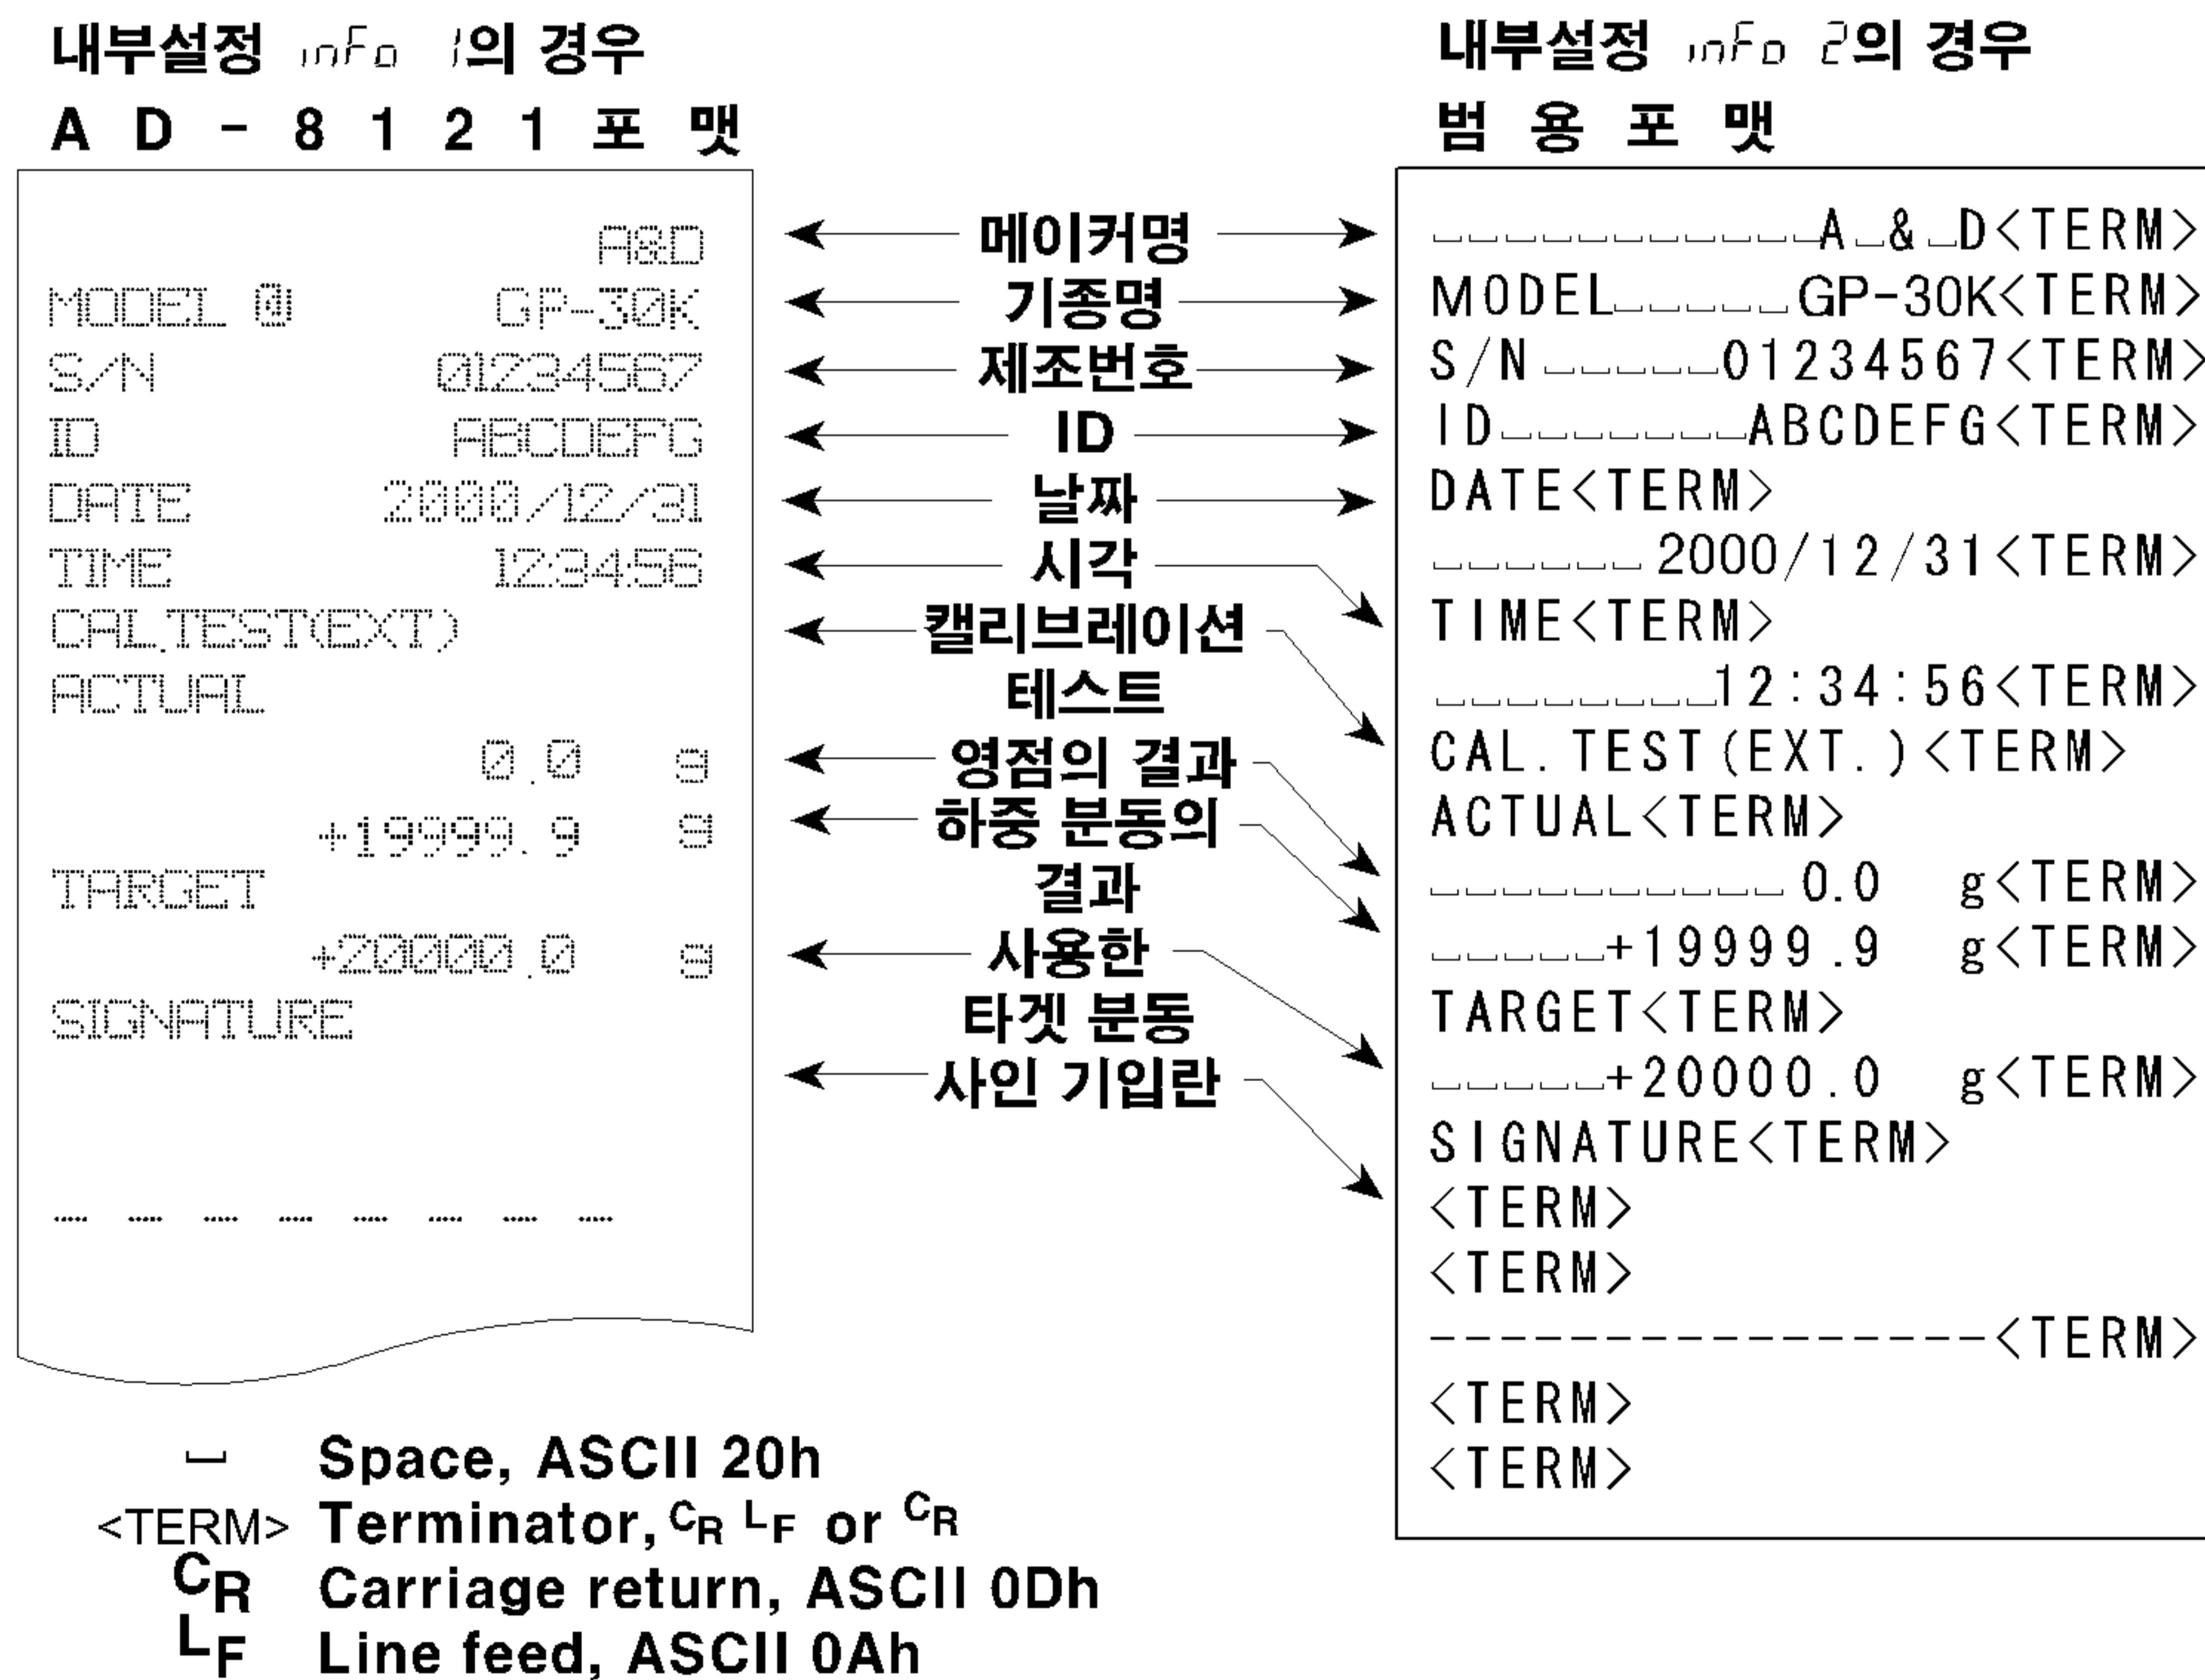 내부설정 info 1의 경우
AD-8121포맷
A&D
MODEL @ GP-30K
S/N 01234567
ID ABCDEFG
DATE 2000/12/31
TIME 12:34:56
CAL.TEST(EXT.)
ACTUAL
0.0 g
+19999.9 g
TARGET
+20000.0 g
SIGNATURE
_ _ _ _ _ _ _ _
메이커명
기종명
제조번호
ID
날짜
시각
캘리브레이션
테스트
영점의 결과
하중 분동의
결과
사용한
타겟 분동
사인 기입란
내부설정 info 2의 경우
범용포맷
␣␣␣␣␣␣␣␣␣␣␣A␣&␣D<TERM>
MODEL␣␣␣␣␣GP-30K<TERM>
S/N␣␣␣␣␣01234567<TERM>
ID␣␣␣␣␣␣␣ABCDEFG<TERM>
DATE<TERM>
␣␣␣␣␣␣2000/12/31<TERM>
TIME<TERM>
␣␣␣␣␣␣␣␣12:34:56<TERM>
CAL.TEST(EXT.)<TERM>
ACTUAL<TERM>
␣␣␣␣␣␣␣␣␣␣0.0 g<TERM>
␣␣␣␣␣+19999.9 g<TERM>
TARGET<TERM>
␣␣␣␣␣+20000.0 g<TERM>
SIGNATURE<TERM>
<TERM>
<TERM>
----------------<TERM>
<TERM>
<TERM>
␣ Space, ASCII 20h
<TERM> Terminator, CR LF or CR
CR Carriage return, ASCII 0Dh
LF Line feed, ASCII 0Ah